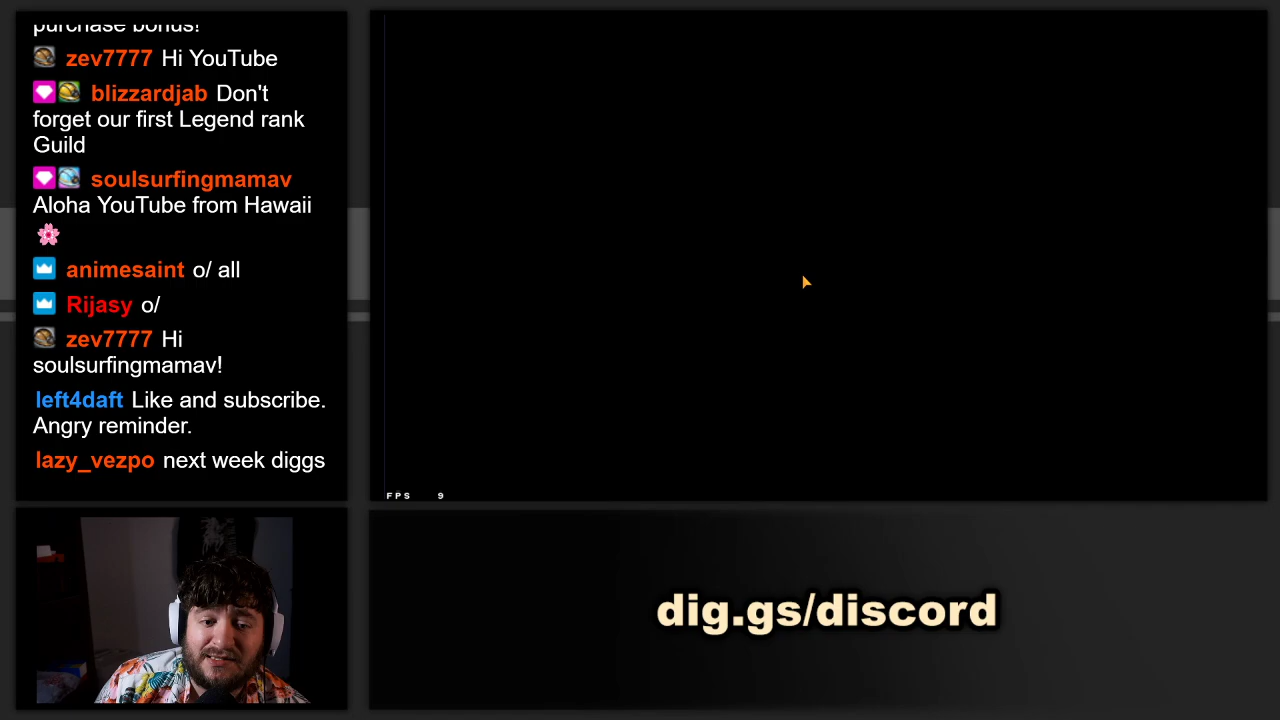 purchase bonus!
zev7777 Hi YouTube
blizzardjab Don't
forget our first Legend rank
Guild
soulsurfingmamav
Aloha YouTube from Hawaii
🌸
animesaint o/ all
Rijasy o/
zev7777 Hi
soulsurfingmamav!
left4daft Like and subscribe.
Angry reminder.
lazy_vezpo next week diggs
FPS 9
dig.gs/discord